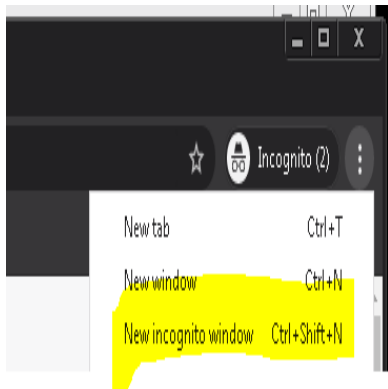 Incognito (2)
New tab Ctrl+T
New window Ctrl+N
New incognito window Ctrl+Shift+N